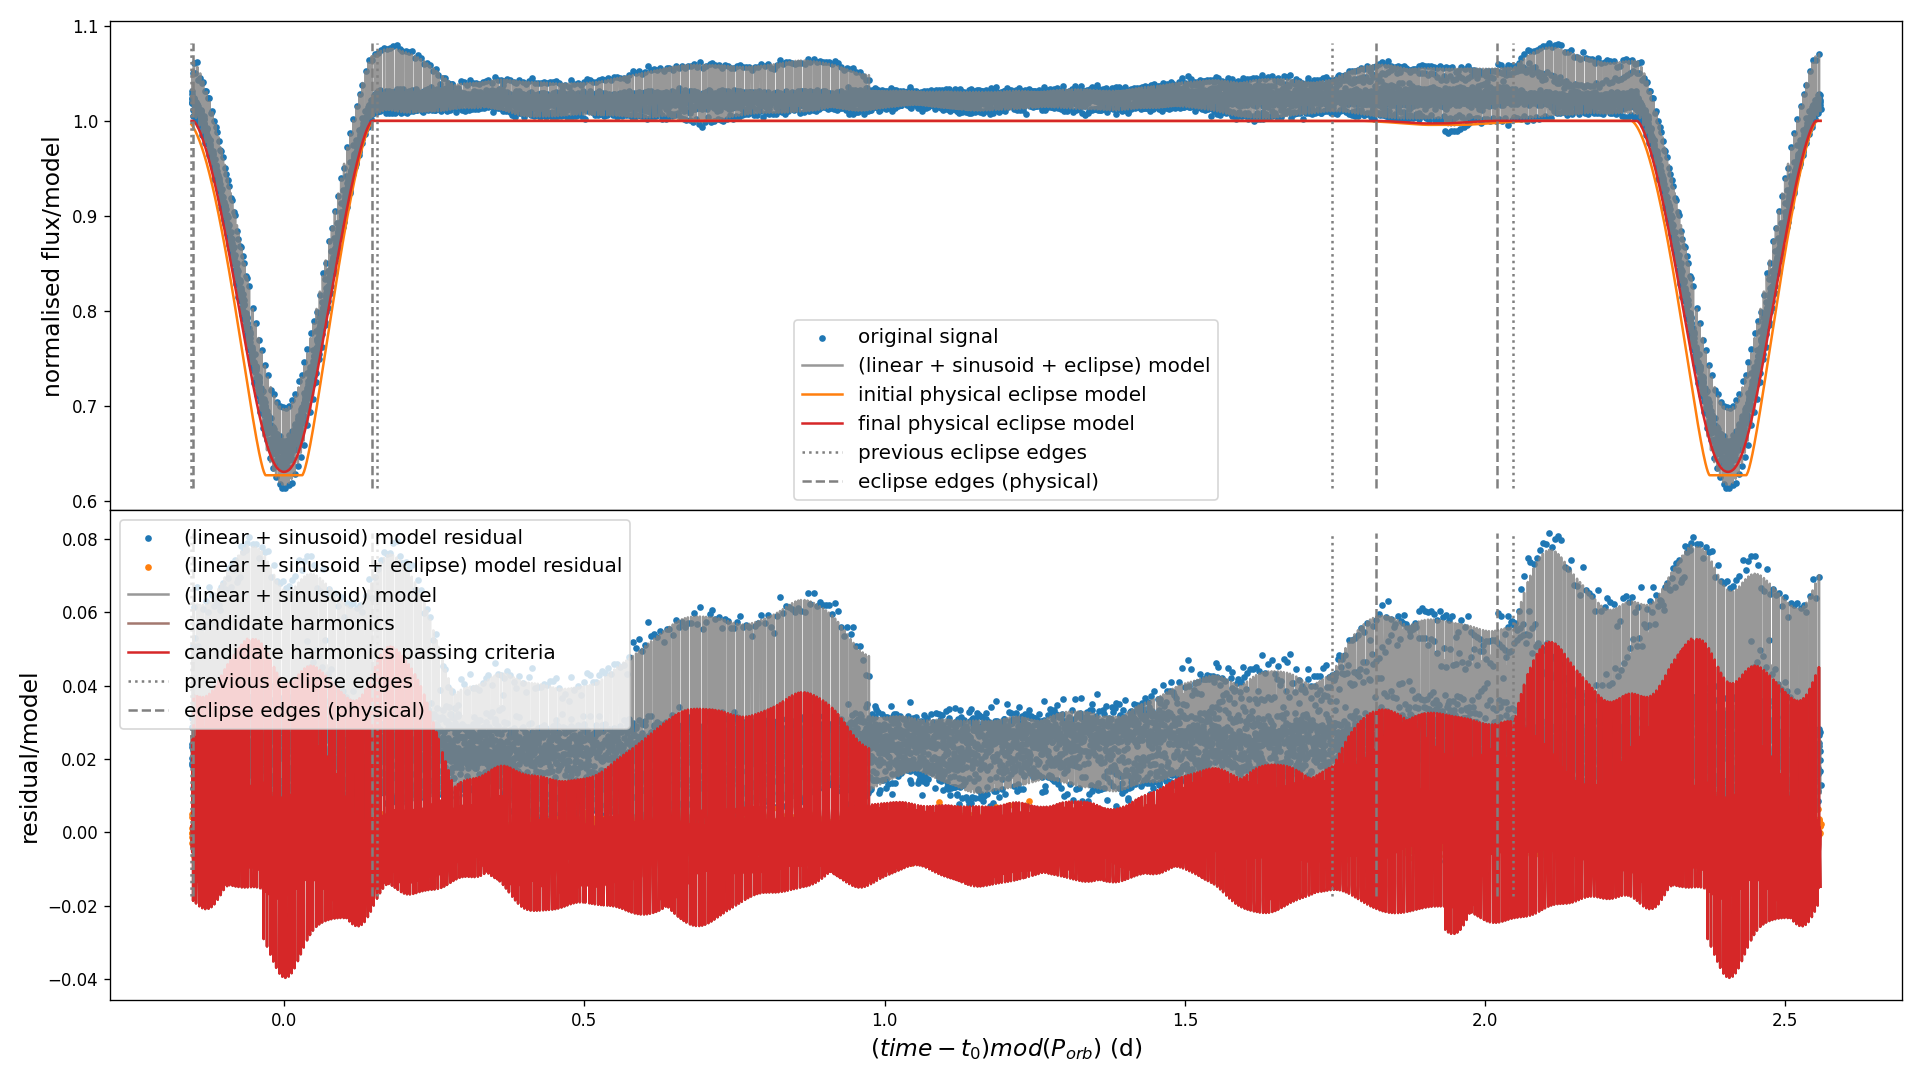 1.1
1.0
0.9
0.8
0.7
0.6
normalised flux/model
original signal
(linear + sinusoid + eclipse) model
initial physical eclipse model
final physical eclipse model
previous eclipse edges
eclipse edges (physical)
0.08
0.06
0.04
0.02
0.00
−0.02
−0.04
residual/model
(linear + sinusoid) model residual
(linear + sinusoid + eclipse) model residual
(linear + sinusoid) model
candidate harmonics
candidate harmonics passing criteria
previous eclipse edges
eclipse edges (physical)
0.0 0.5 1.0 1.5 2.0 2.5
(time − t₀)mod(P_orb) (d)